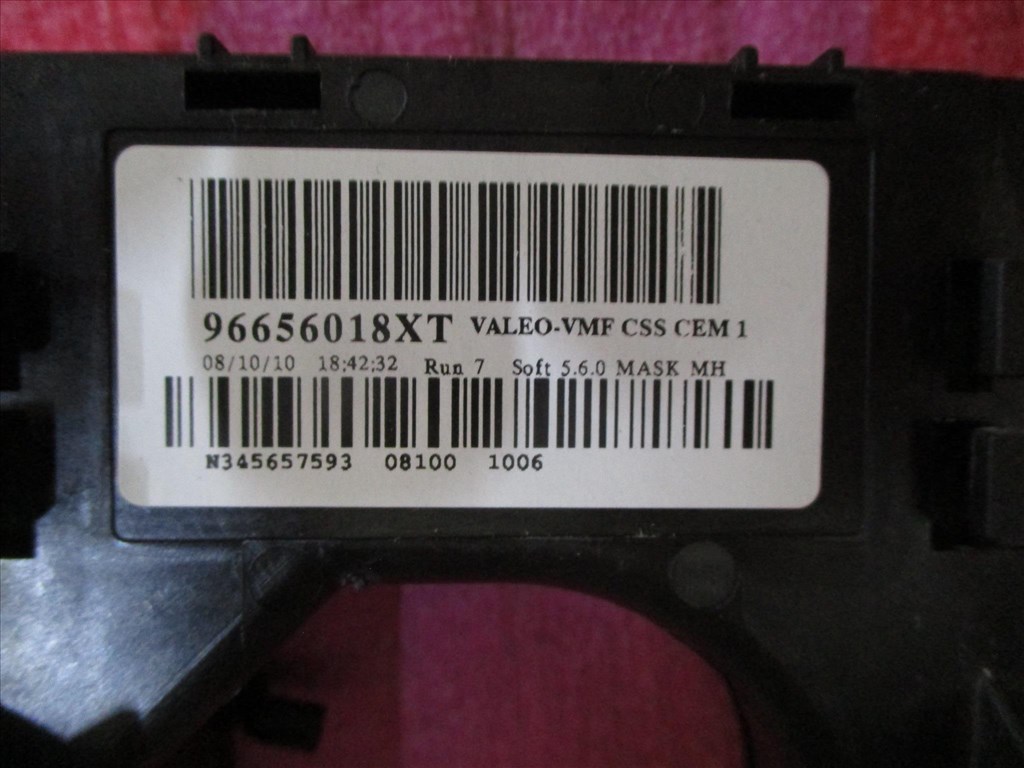 96656018XT VALEO-VMF CSS CEM 1
08/10/10 18:42:32 Run 7 Soft 5.6.0 MASK MH
N345657593 08100 1006